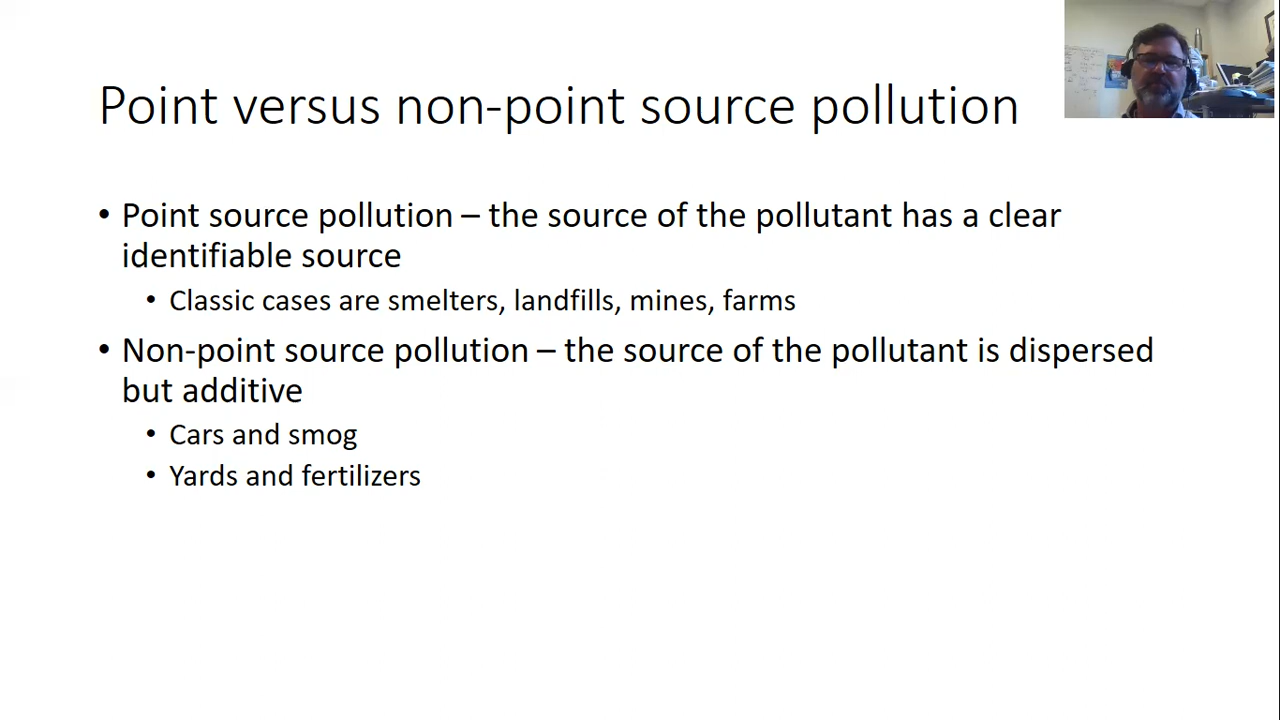 Point versus non-point source pollution
• Point source pollution – the source of the pollutant has a clear
identifiable source
• Classic cases are smelters, landfills, mines, farms
• Non-point source pollution – the source of the pollutant is dispersed
but additive
• Cars and smog
• Yards and fertilizers